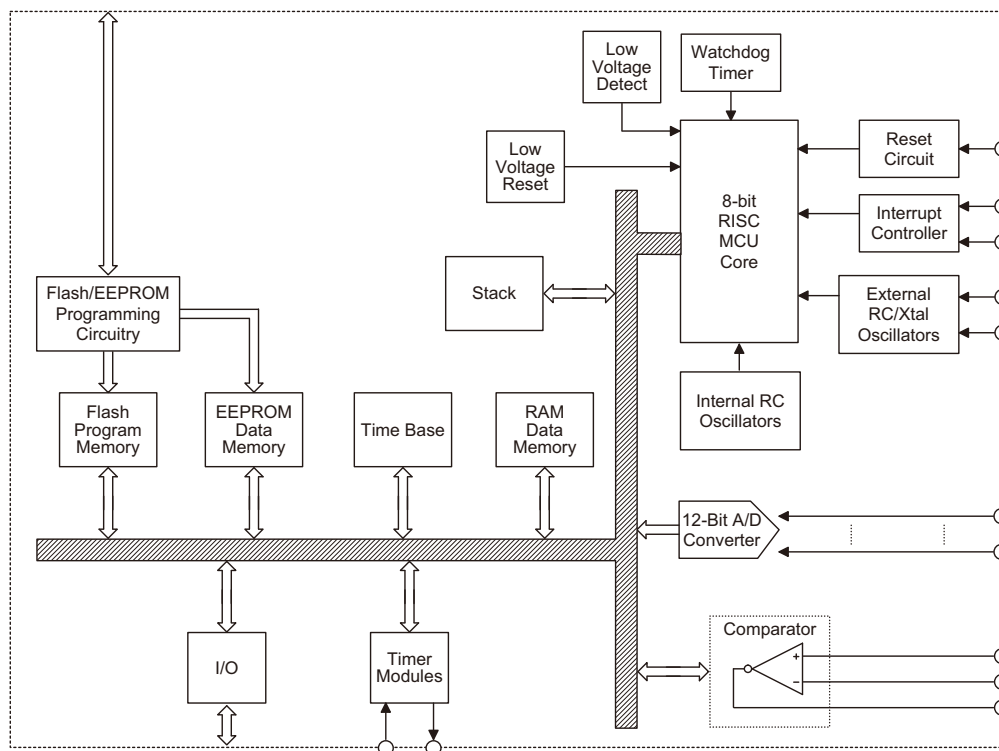 Low
Voltage
Detect
Watchdog
Timer
Low
Voltage
Reset
8-bit
RISC
MCU
Core
Reset
Circuit
Interrupt
Controller
External
RC/Xtal
Oscillators
Stack
Flash/EEPROM
Programming
Circuitry
Internal RC
Oscillators
Flash
Program
Memory
EEPROM
Data
Memory
Time Base
RAM
Data
Memory
12-Bit A/D
Converter
I/O
Timer
Modules
Comparator
+
−